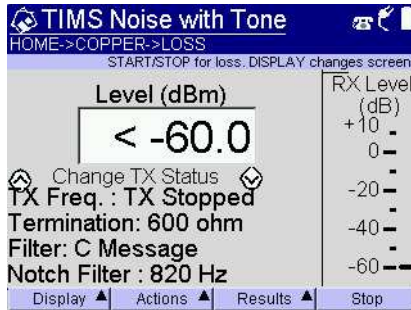 TIMS Noise with Tone
HOME->COPPER->LOSS
START/STOP for loss. DISPLAY changes screen
Level (dBm)
< -60.0
Change TX Status
TX Freq. : TX Stopped
Termination: 600 ohm
Filter: C Message
Notch Filter : 820 Hz
RX Level
(dB)
+10
0
-20
-40
-60
Display ▲ Actions ▲ Results ▲ Stop